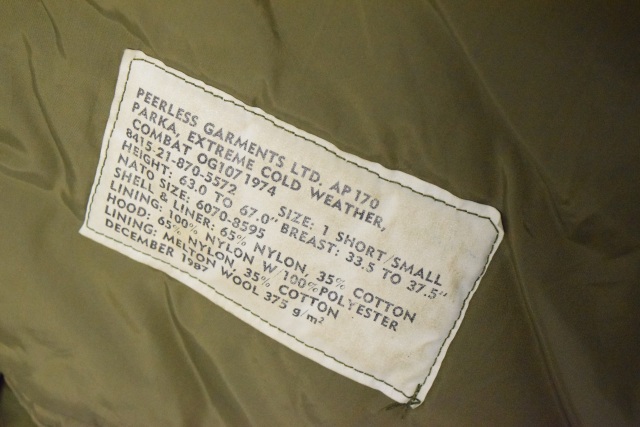 PEERLESS GARMENTS LTD. AP170
PARKA, EXTREME COLD WEATHER,
COMBAT OG107 1974
8415-21-870-5572 SIZE: 1 SHORT/SMALL
HEIGHT: 63.0 TO 67.0" BREAST: 33.5 TO 37.5"
NATO SIZE: 6070-8595
SHELL & LINER: 65% NYLON, 35% COTTON
LINING: 100% NYLON W 100% POLYESTER
HOOD: 65% NYLON, 35% COTTON
LINING: MELTON WOOL 375 g/m²
DECEMBER 1987